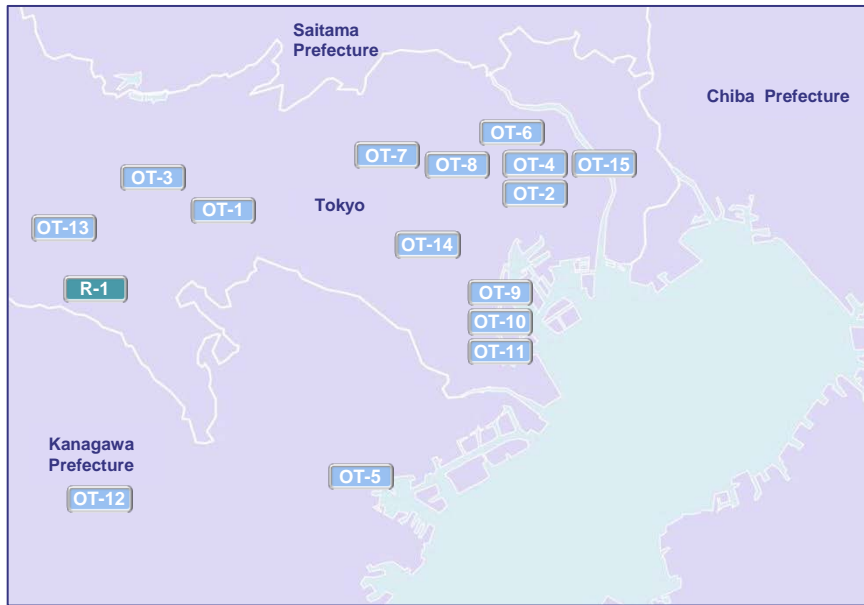 Saitama
Prefecture
Chiba Prefecture
OT-6
OT-7
OT-8
OT-4
OT-15
OT-3
OT-2
OT-1
Tokyo
OT-13
OT-14
R-1
OT-9
OT-10
OT-11
Kanagawa
Prefecture
OT-5
OT-12